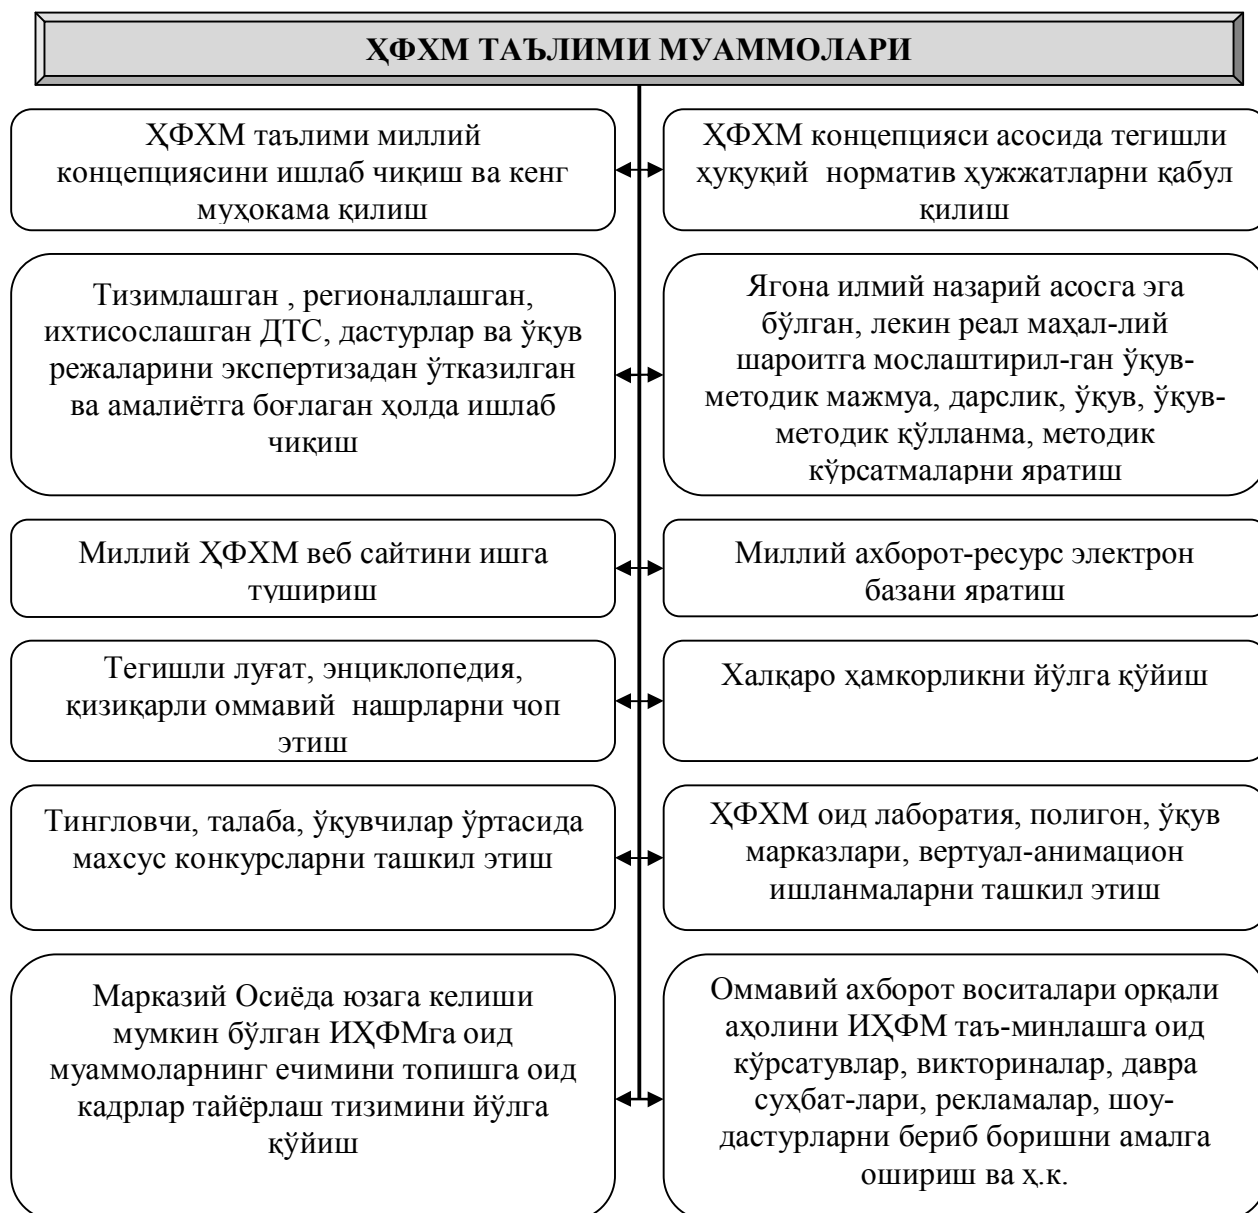 ҲФХМ ТАЪЛИМИ МУАММОЛАРИ
ҲФХМ таълими миллий
концепциясини ишлаб чиқиш ва кенг
муҳокама қилиш
ҲФХМ концепцияси асосида тегишли
ҳуқуқий норматив ҳужжатларни қабул
қилиш
Тизимлашган , регионаллашган,
ихтисослашган ДТС, дастурлар ва ўқув
режаларини экспертизадан ўтказилган
ва амалиётга боғлаган ҳолда ишлаб
чиқиш
Ягона илмий назарий асосга эга
бўлган, лекин реал маҳал-лий
шароитга мослаштирил-ган ўқув-
методик мажмуа, дарслик, ўқув, ўқув-
методик қўлланма, методик
кўрсатмаларни яратиш
Миллий ҲФХМ веб сайтини ишга
тушириш
Миллий ахборот-ресурс электрон
базани яратиш
Тегишли луғат, энциклопедия,
қизиқарли оммавий нашрларни чоп
этиш
Халқаро ҳамкорликни йўлга қўйиш
Тингловчи, талаба, ўқувчилар ўртасида
махсус конкурсларни ташкил этиш
ҲФХМ оид лаборатия, полигон, ўқув
марказлари, вертуал-анимацион
ишланмаларни ташкил этиш
Марказий Осиёда юзага келиши
мумкин бўлган ИҲФМга оид
муаммоларнинг ечимини топишга оид
кадрлар тайёрлаш тизимини йўлга
қўйиш
Оммавий ахборот воситалари орқали
аҳолини ИҲФМ таъ-минлашга оид
кўрсатувлар, викториналар, давра
суҳбат-лари, рекламалар, шоу-
дастурларни бериб боришни амалга
ошириш ва ҳ.к.